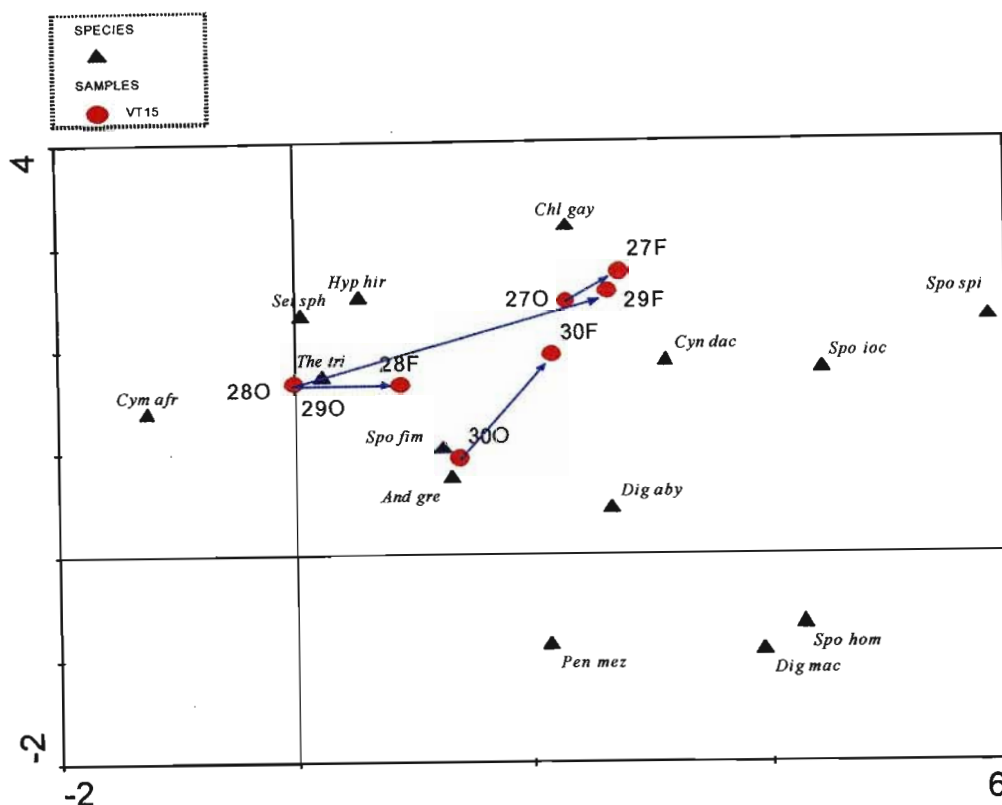 SPECIES
SAMPLES
VT15
4
Chl gay
27F
Hyp hir
27O
29F
Spo spi
Set sph
30F
Cyn dac
Spo ioc
The tri
28F
28O
29O
Cym afr
Spo fim
30O
And gre
Dig aby
Spo hom
Pen mez
Dig mac
-2
-2
6